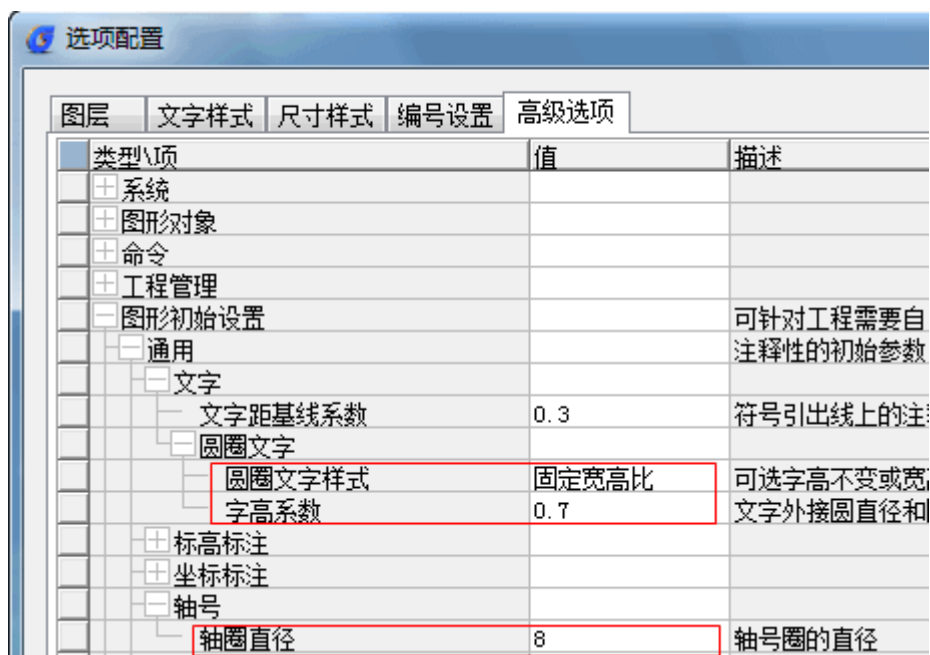 选项配置
图层 文字样式 尺寸样式 编号设置 高级选项
类型\项 值 描述
系统
图形对象
命令
工程管理
图形初始设置 可针对工程需要自
通用 注释性的初始参数
文字
文字距基线系数 0.3 符号引出线上的注
圆圈文字
圆圈文字样式 固定宽高比 可选字高不变或宽
字高系数 0.7 文字外接圆直径和
标高标注
坐标标注
轴号
轴圈直径 8 轴号圈的直径